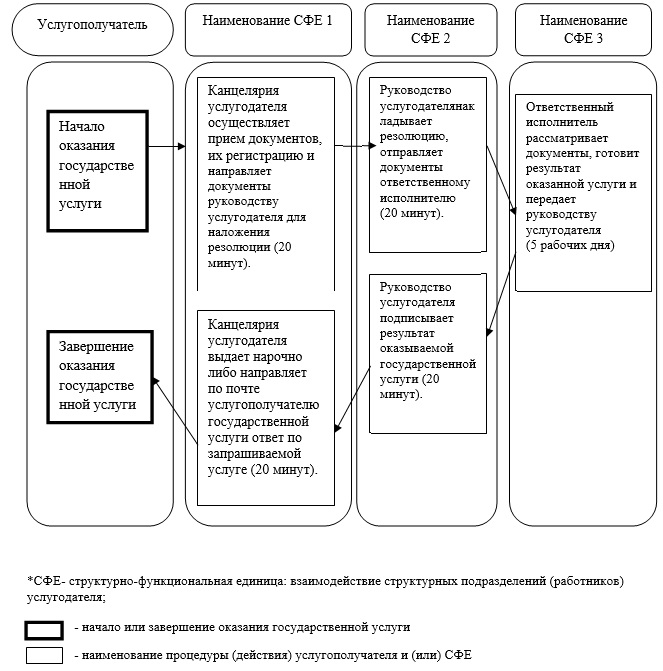 Услугополучатель
Наименование СФЕ 1
Наименование
СФЕ 2
Наименование
СФЕ 3
Начало
оказания
государстве
нной
услуги
Канцелярия
услугодателя
осуществляет
прием документов,
их регистрацию и
направляет
документы
руководству
услугодателя для
наложения
резолюции (20
минут).
Руководство
услугодателянак
ладывает
резолюцию,
отправляет
документы
ответственному
исполнителю
(20 минут).
Ответственный
исполнитель
рассматривает
документы, готовит
результат
оказанной услуги и
передает
руководству
услугодателя
(5 рабочих дня)
Руководство
услугодателя
подписывает
результат
оказываемой
государственной
услуги (20
минут).
Канцелярия
услугодателя
выдает нарочно
либо направляет
по почте
услугополучателю
государственной
услуги ответ по
запрашиваемой
услуге (20 минут).
Завершение
оказания
государстве
нной услуги
*СФЕ- структурно-функциональная единица: взаимодействие структурных подразделений (работников)
услугодателя;
- начало или завершение оказания государственной услуги
- наименование процедуры (действия) услугополучателя и (или) СФЕ